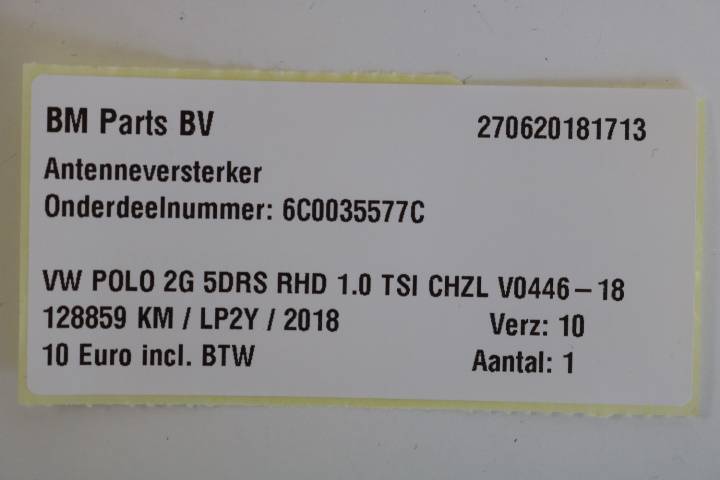 BM Parts BV 270620181713
Antenneversterker
Onderdeelnummer: 6C0035577C
VW POLO 2G 5DRS RHD 1.0 TSI CHZL V0446-18
128859 KM / LP2Y / 2018 Verz: 10
10 Euro incl. BTW Aantal: 1